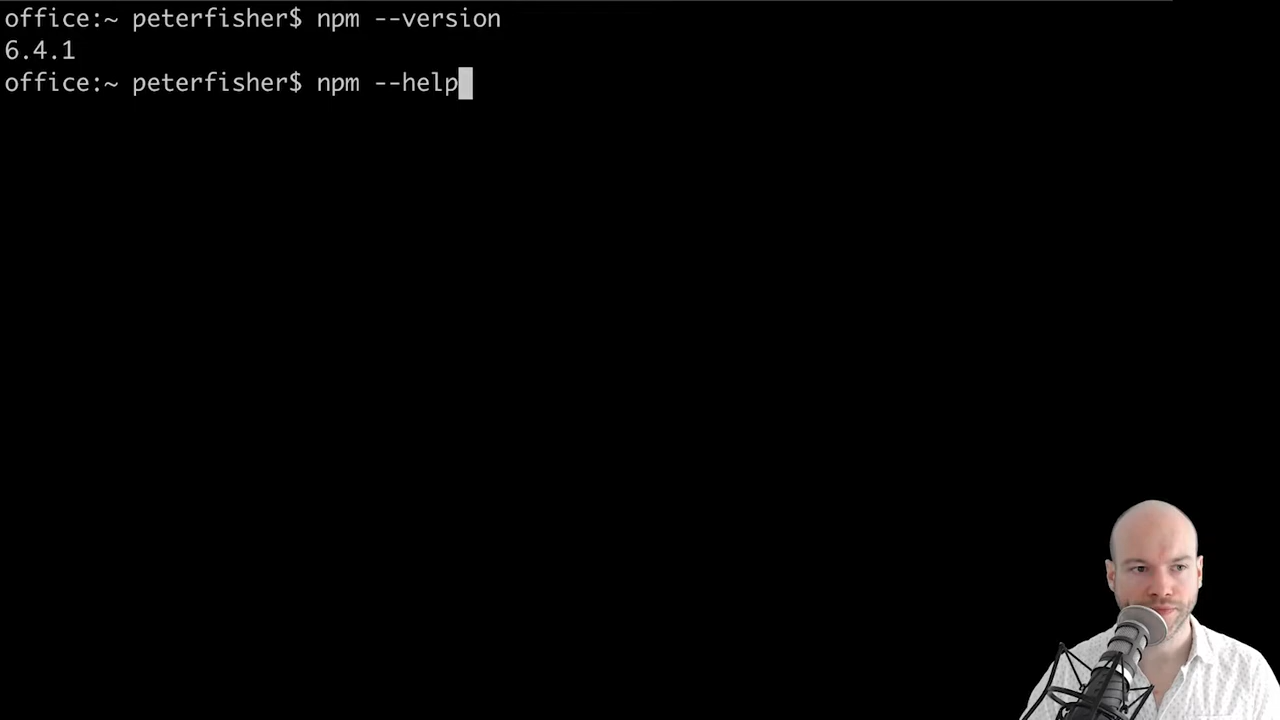 office:~ peterfisher$ npm --version
6.4.1
office:~ peterfisher$ npm --help